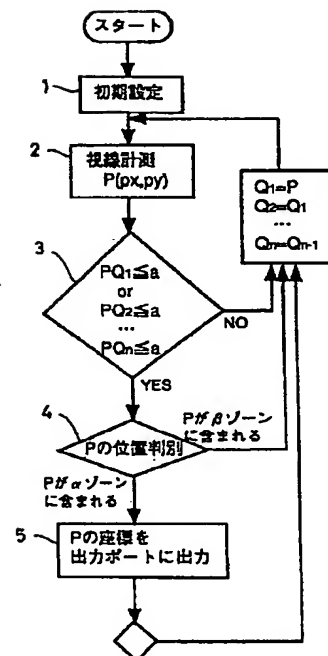 スタート
1
初期設定
2
視線計測
P(px,py)
Q1=P
Q2=Q1
…
Qn=Qn-1
3
PQ1≦a
or
PQ2≦a
…
PQn≦a
NO
YES
4
Pの位置判別
Pがβゾーン
に含まれる
Pがαゾーン
に含まれる
5
Pの座標を
出力ポートに出力